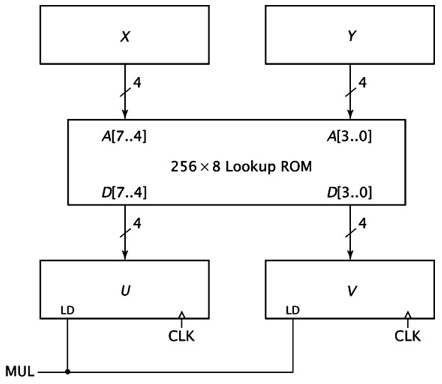 X Y
4 4
A[7..4] A[3..0]
256 × 8 Lookup ROM
D[7..4] D[3..0]
4 4
U V
LD LD
CLK CLK
MUL